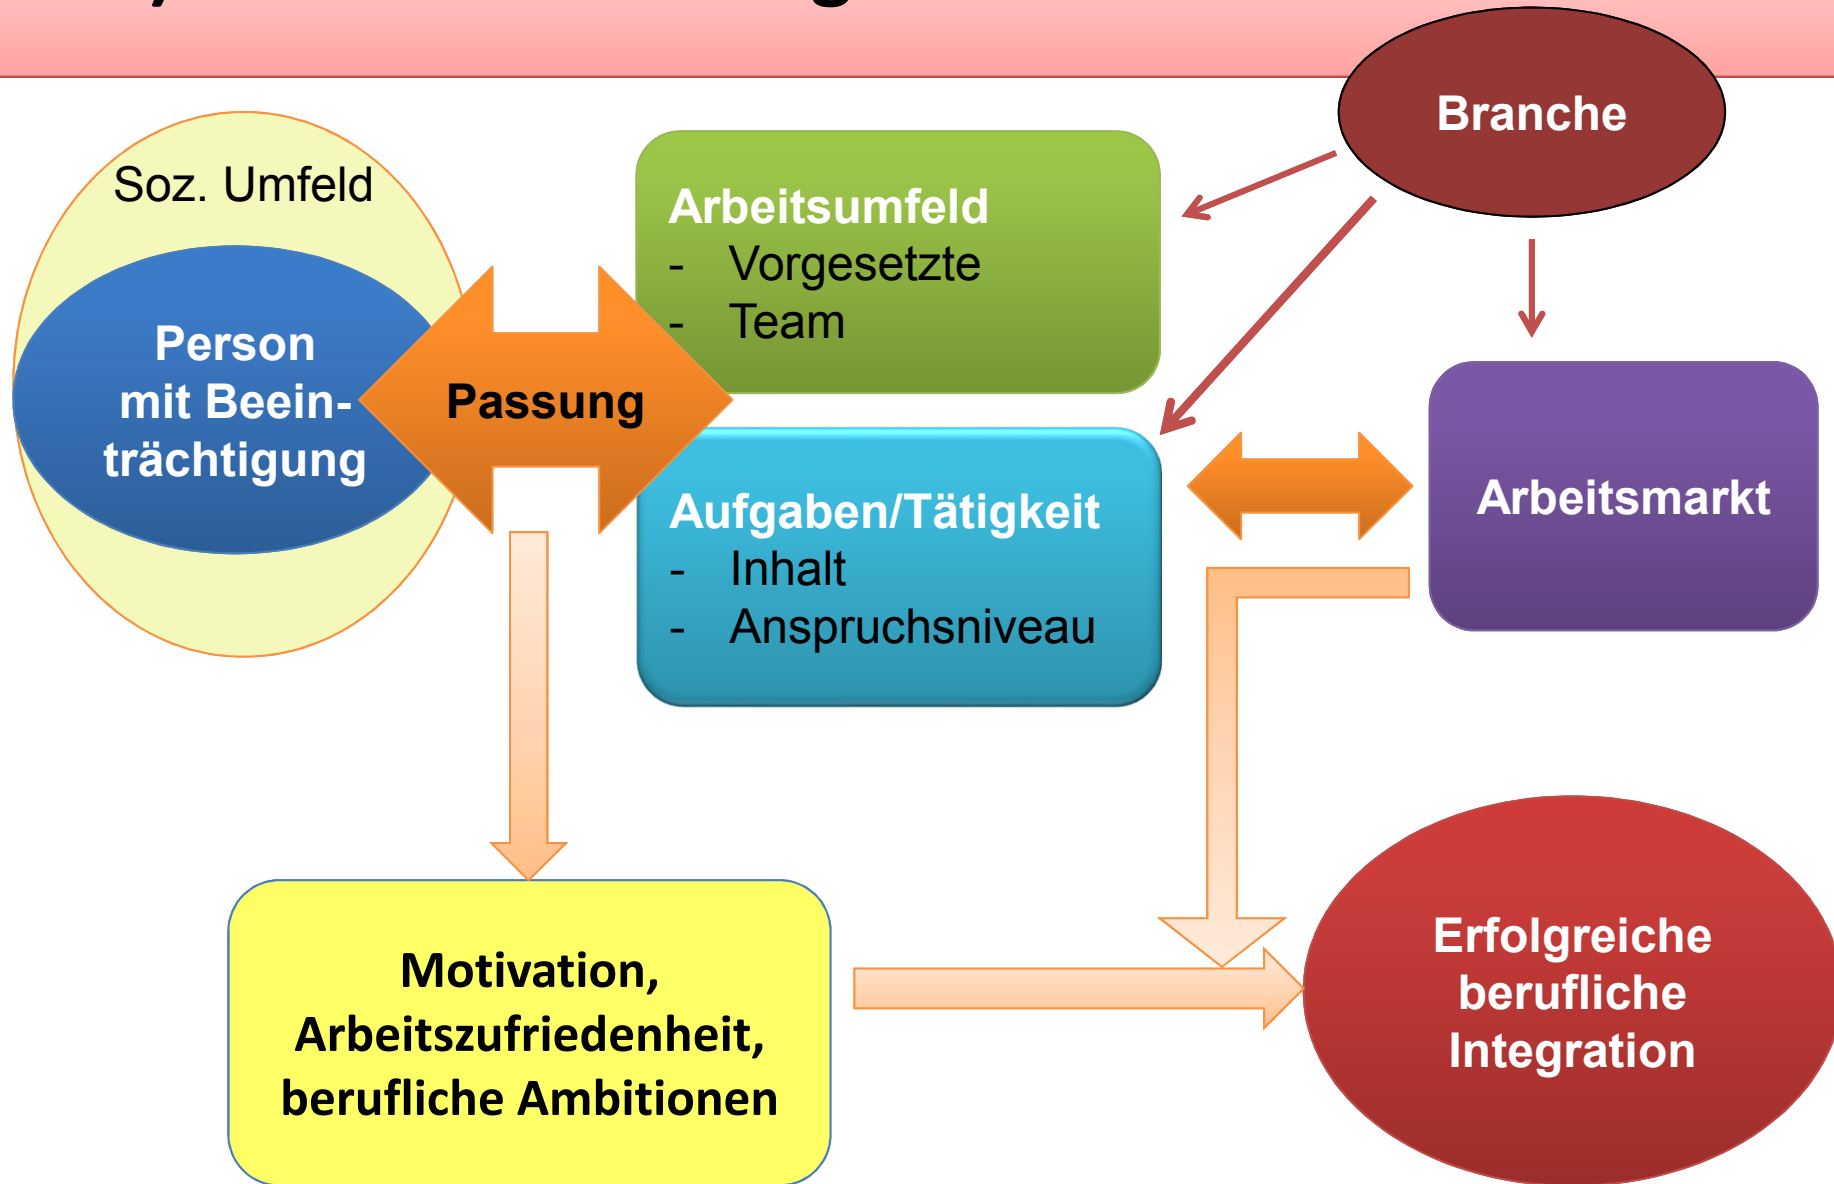 Branche
Soz. Umfeld
Person
mit Beein-
trächtigung
Passung
Arbeitsumfeld
- Vorgesetzte
- Team
Aufgaben/Tätigkeit
- Inhalt
- Anspruchsniveau
Arbeitsmarkt
Motivation,
Arbeitszufriedenheit,
berufliche Ambitionen
Erfolgreiche
berufliche
Integration